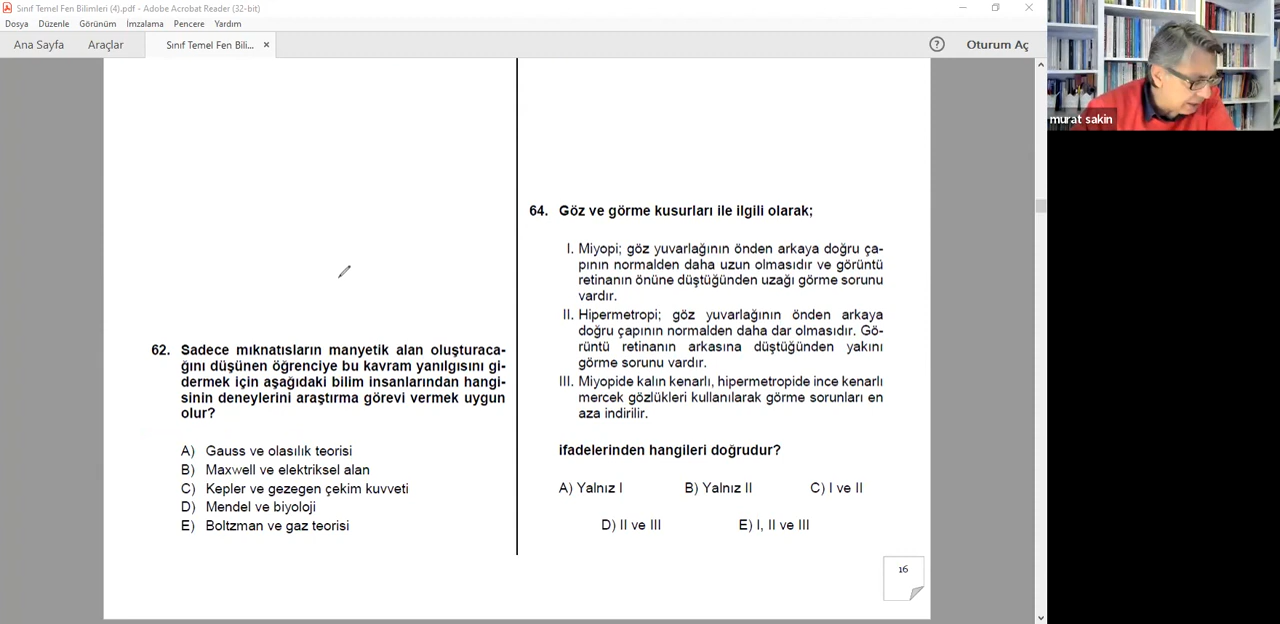 Sınıf Temel Fen Bilimleri (4).pdf - Adobe Acrobat Reader (32-bit)
Dosya Düzenle Görünüm İmzalama Pencere Yardım
Ana Sayfa Araçlar Sınıf Temel Fen Bili... × ? Oturum Aç
murat sakin
62. Sadece mıknatısların manyetik alan oluşturaca-
ğını düşünen öğrenciye bu kavram yanılgısını gi-
dermek için aşağıdaki bilim insanlarından hangi-
sinin deneylerini araştırma görevi vermek uygun
olur?
A) Gauss ve olasılık teorisi
B) Maxwell ve elektriksel alan
C) Kepler ve gezegen çekim kuvveti
D) Mendel ve biyoloji
E) Boltzman ve gaz teorisi
64. Göz ve görme kusurları ile ilgili olarak;
I. Miyopi; göz yuvarlağının önden arkaya doğru ça-
pının normalden daha uzun olmasıdır ve görüntü
retinanın önüne düştüğünden uzağı görme sorunu
vardır.
II. Hipermetropi; göz yuvarlağının önden arkaya
doğru çapının normalden daha dar olmasıdır. Gö-
rüntü retinanın arkasına düştüğünden yakını
görme sorunu vardır.
III. Miyopide kalın kenarlı, hipermetropide ince kenarlı
mercek gözlükleri kullanılarak görme sorunları en
aza indirilir.
ifadelerinden hangileri doğrudur?
A) Yalnız I B) Yalnız II C) I ve II
D) II ve III E) I, II ve III
16